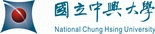 國立中興大學
National Chung Hsing University